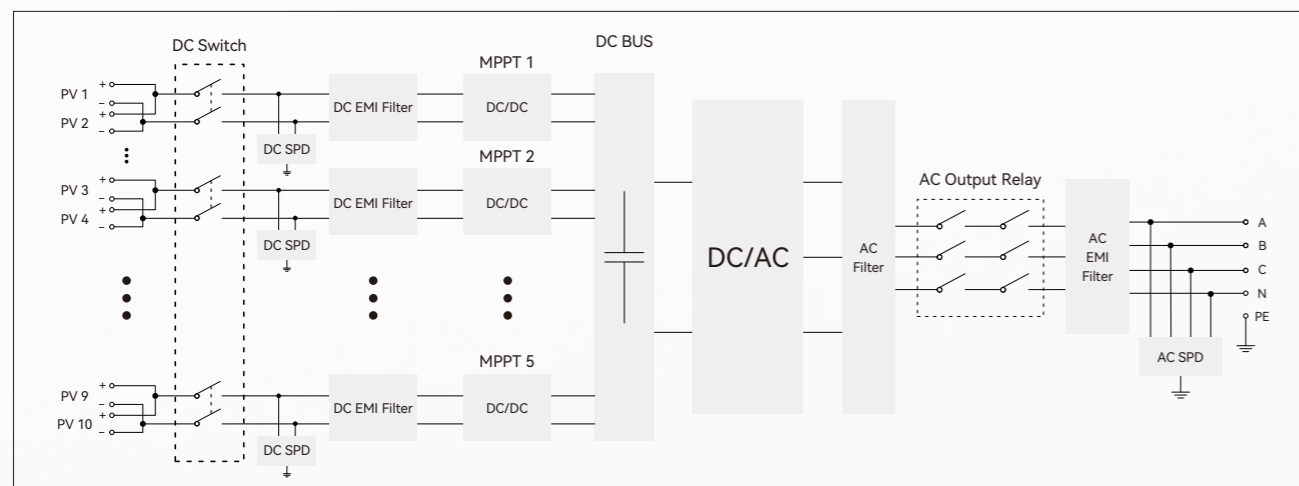 DC Switch
DC BUS
MPPT 1
PV 1
+
−
DC EMI Filter
DC/DC
PV 2
+
−
DC SPD
MPPT 2
PV 3
+
−
DC EMI Filter
DC/DC
PV 4
+
−
DC SPD
DC/AC
AC
Filter
AC Output Relay
AC
EMI
Filter
A
B
C
N
PE
AC SPD
MPPT 5
PV 9
+
−
DC EMI Filter
DC/DC
PV 10
+
−
DC SPD